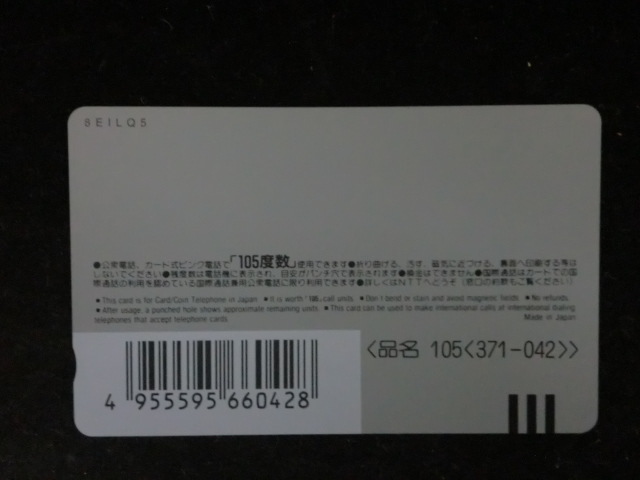 8EILQ5
●公衆電話、カード式ピンク電話で「105度数」使用できます●折り曲げる、汚す、磁気に近づける、裏面へ印刷する等は
しないでください●残度数は電話機に表示され、目安がパンチ穴で表示されます●換金はできません●国際通話はカードでの国
際通話の利用を認めている国際通話兼用公衆電話に限り利用できます●詳しくはNTTへどうぞ（窓口の約款もご覧ください）
● This card is for Card/Coin Telephone in Japan ● It is worth "105" call units. ● Don't bend or stain and avoid magnetic fields ● No refunds.
● After usage, a punched hole shows approximate remaining units. ● This card can be used to make international calls at international dialing
telephones that accept telephone cards
Made in Japan
〈品名 105〈371-042〉〉
4 955595 660428